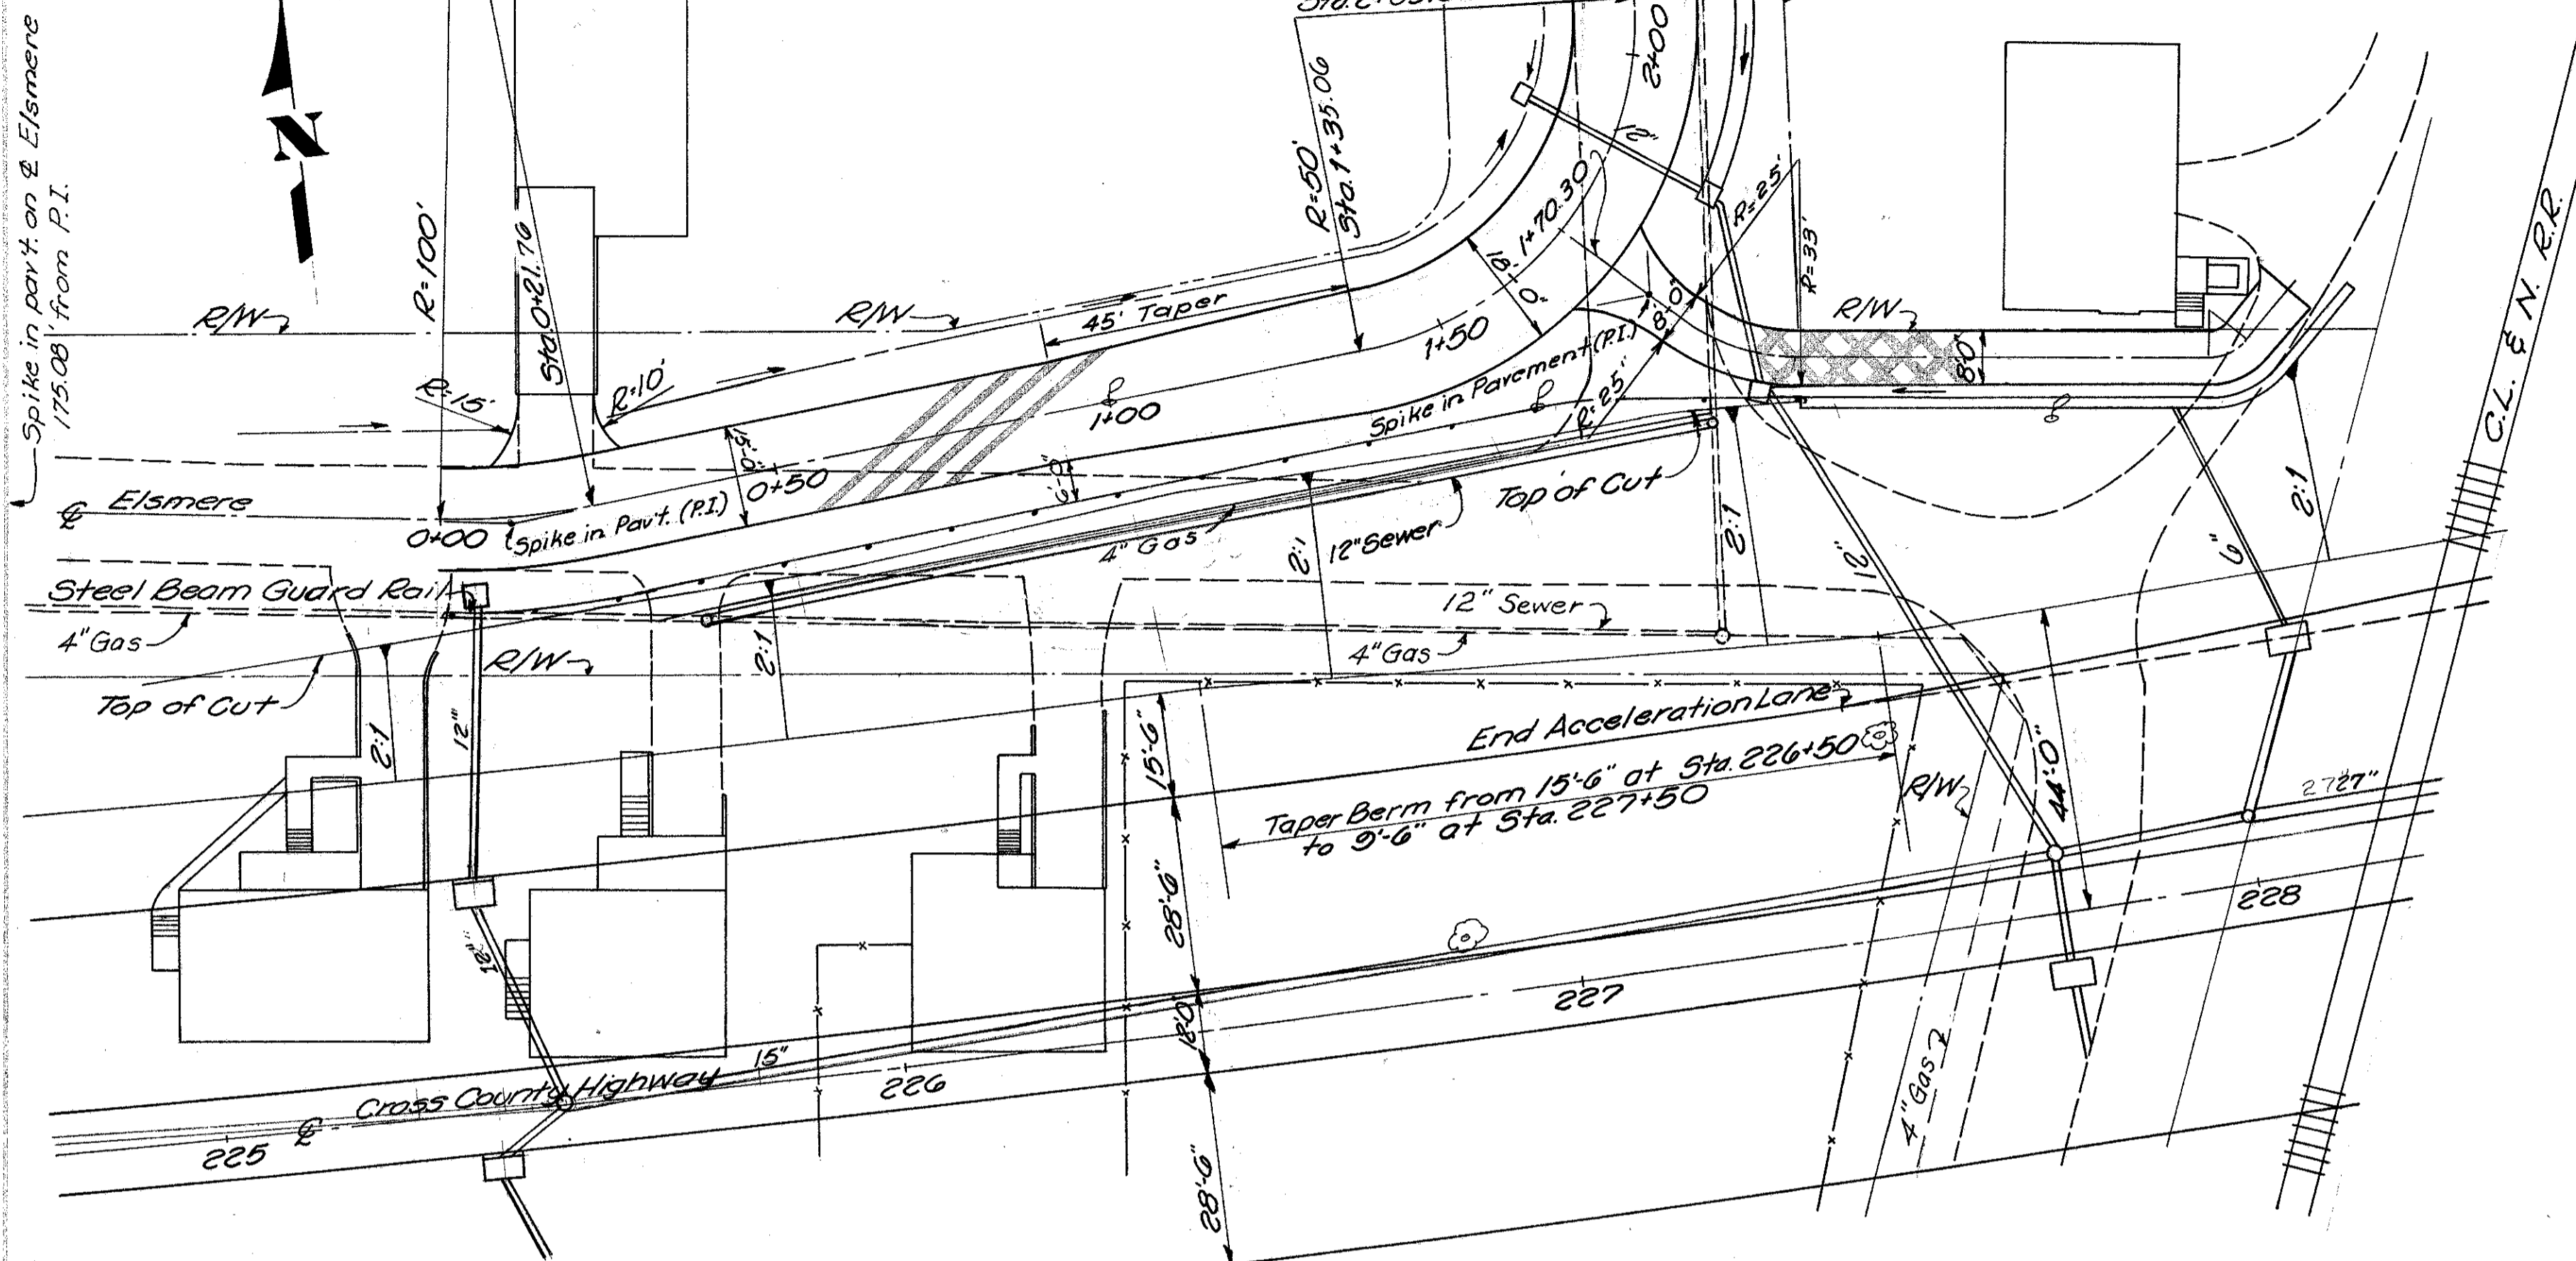 Spike in pav't. on ℄ Elsmere
175.08' from P.I.
N
R=100'
Sta. 0+21.76
R=50'
Sta. 1+35.06
2+00
12"
1+70.30
R=25'
R=33'
R/W
R/W
R/W
45' Taper
18'-0"
8'-0"
8'-0"
C.L. & N. R.R.
R=15'
R=10'
1+50
1+00
Spike in Pavement (P.I.)
R=25'
℄ Elsmere
0+00
Spike in Pav't. (P.I.)
15'-0"
0+50
6'-0"
4" Gas
12" Sewer
Top of Cut
2:1
2:1
2:1
12"
6"
Steel Beam Guard Rail
4" Gas
R/W
Top of Cut
2:1
2:1
12"
12" Sewer
4" Gas
End Acceleration Lane
15'-6"
Taper Berm from 15'-6" at Sta. 226+50
to 9'-6" at Sta. 227+50
R/W
44'-0"
27"
27"
28'-6"
12"
228
227
18'-0"
15"
℄ Cross County Highway
226
225
4" Gas
28'-6"